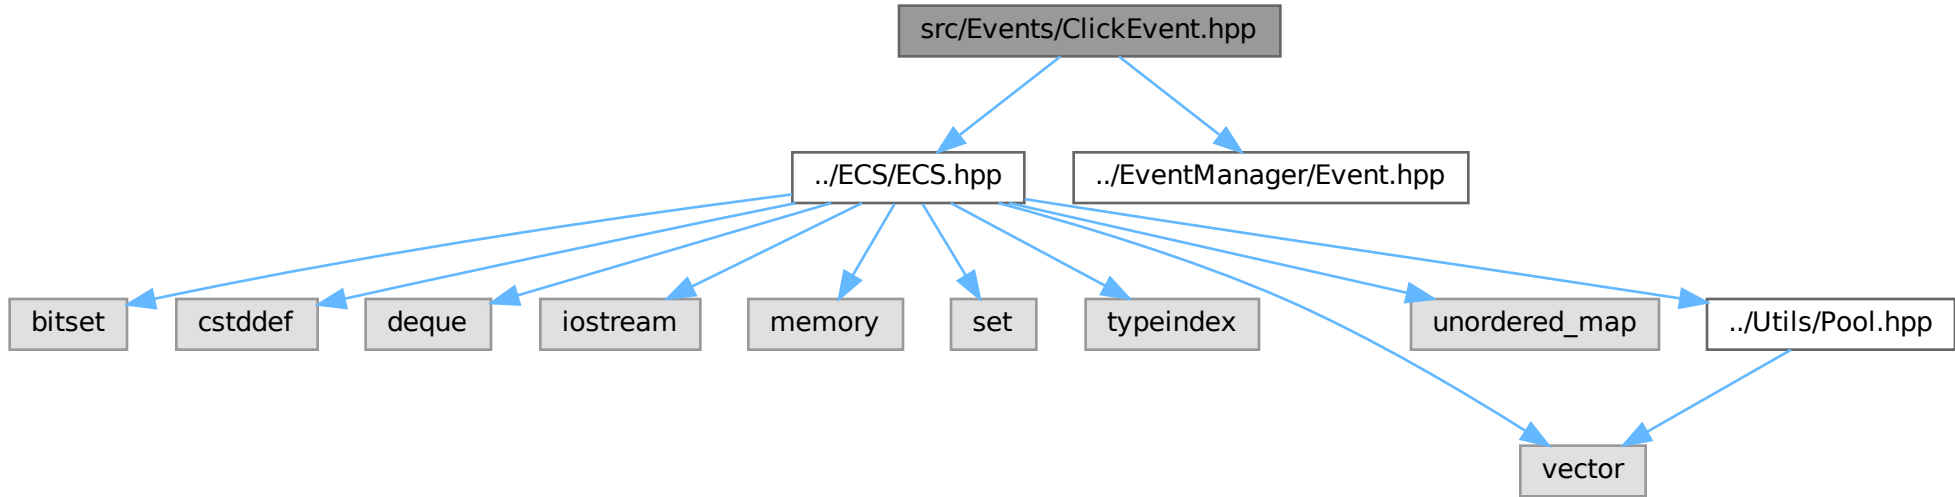 src/Events/ClickEvent.hpp
../ECS/ECS.hpp
../EventManager/Event.hpp
bitset
cstddef
deque
iostream
memory
set
typeindex
unordered_map
../Utils/Pool.hpp
vector